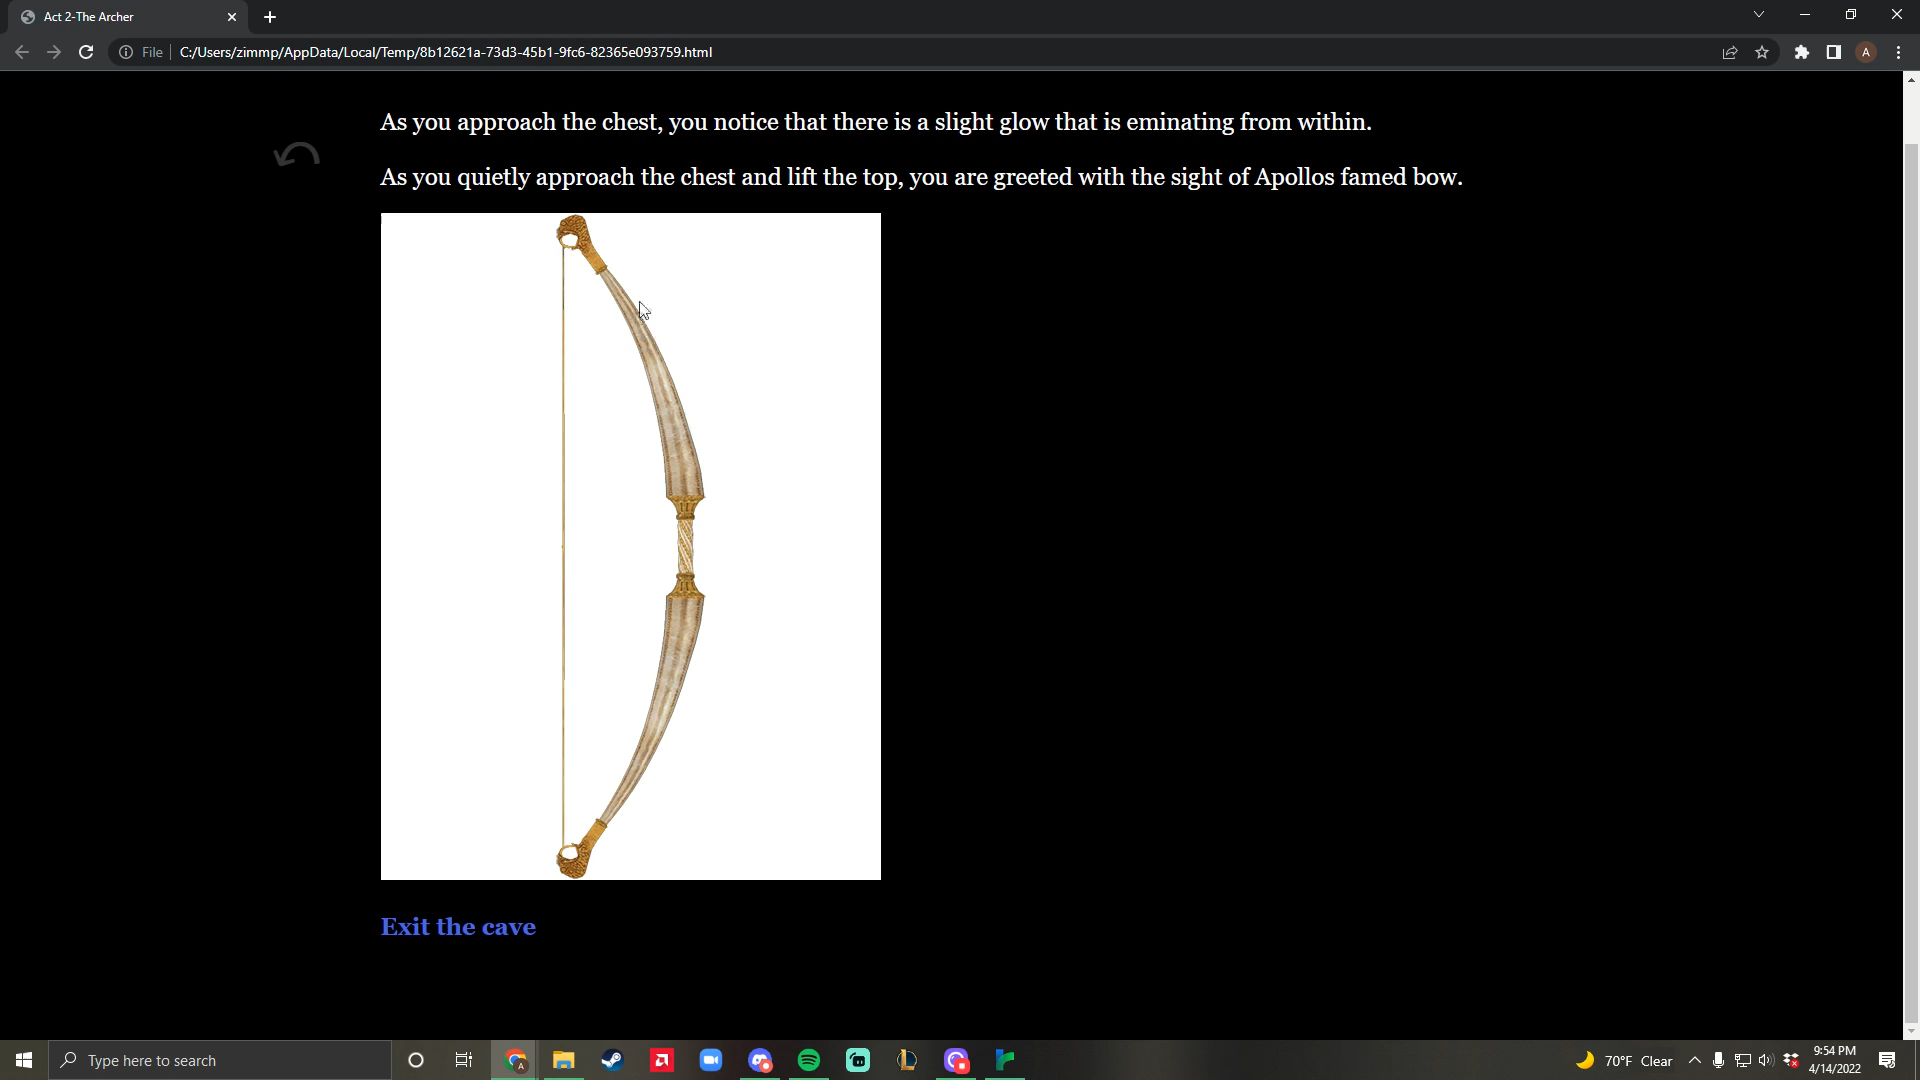 Act 2-The Archer
File
C:/Users/zimmp/AppData/Local/Temp/8b12621a-73d3-45b1-9fc6-82365e093759.html
A
As you approach the chest, you notice that there is a slight glow that is eminating from within.
As you quietly approach the chest and lift the top, you are greeted with the sight of Apollos famed bow.
Exit the cave
Type here to search
70°F Clear
9:54 PM
4/14/2022